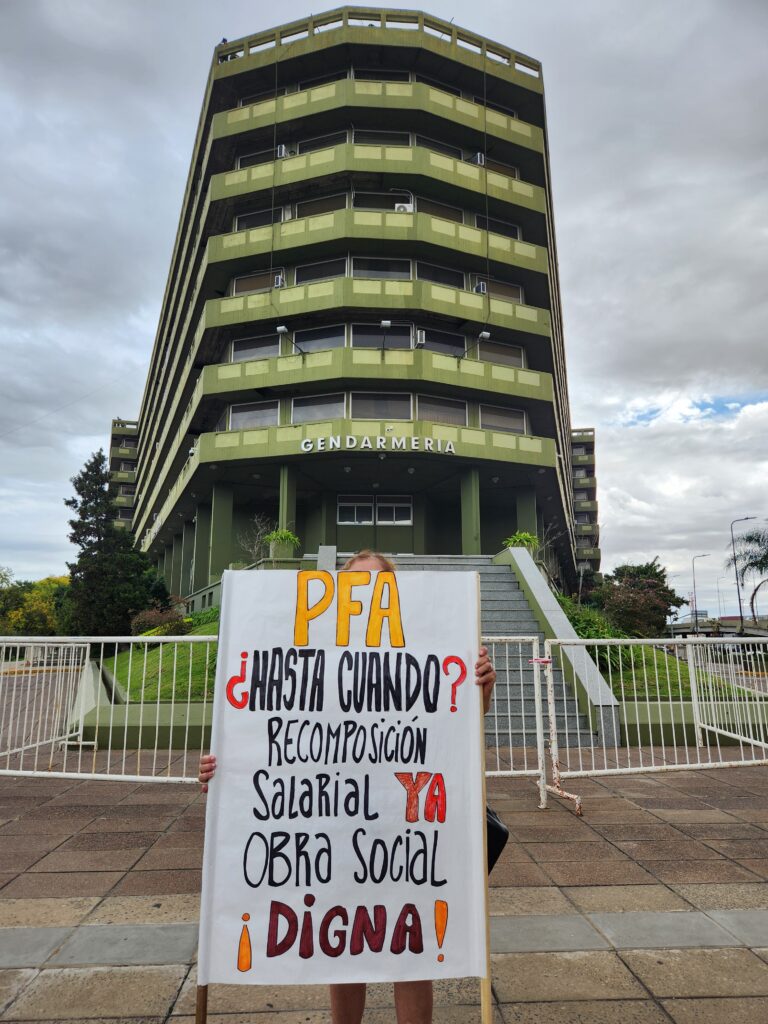 GENDARMERIA
PFA
¿HASTA CUANDO?
RECOMPOSICIÓN
SALARIAL YA
OBRA SOCIAL
¡DIGNA!